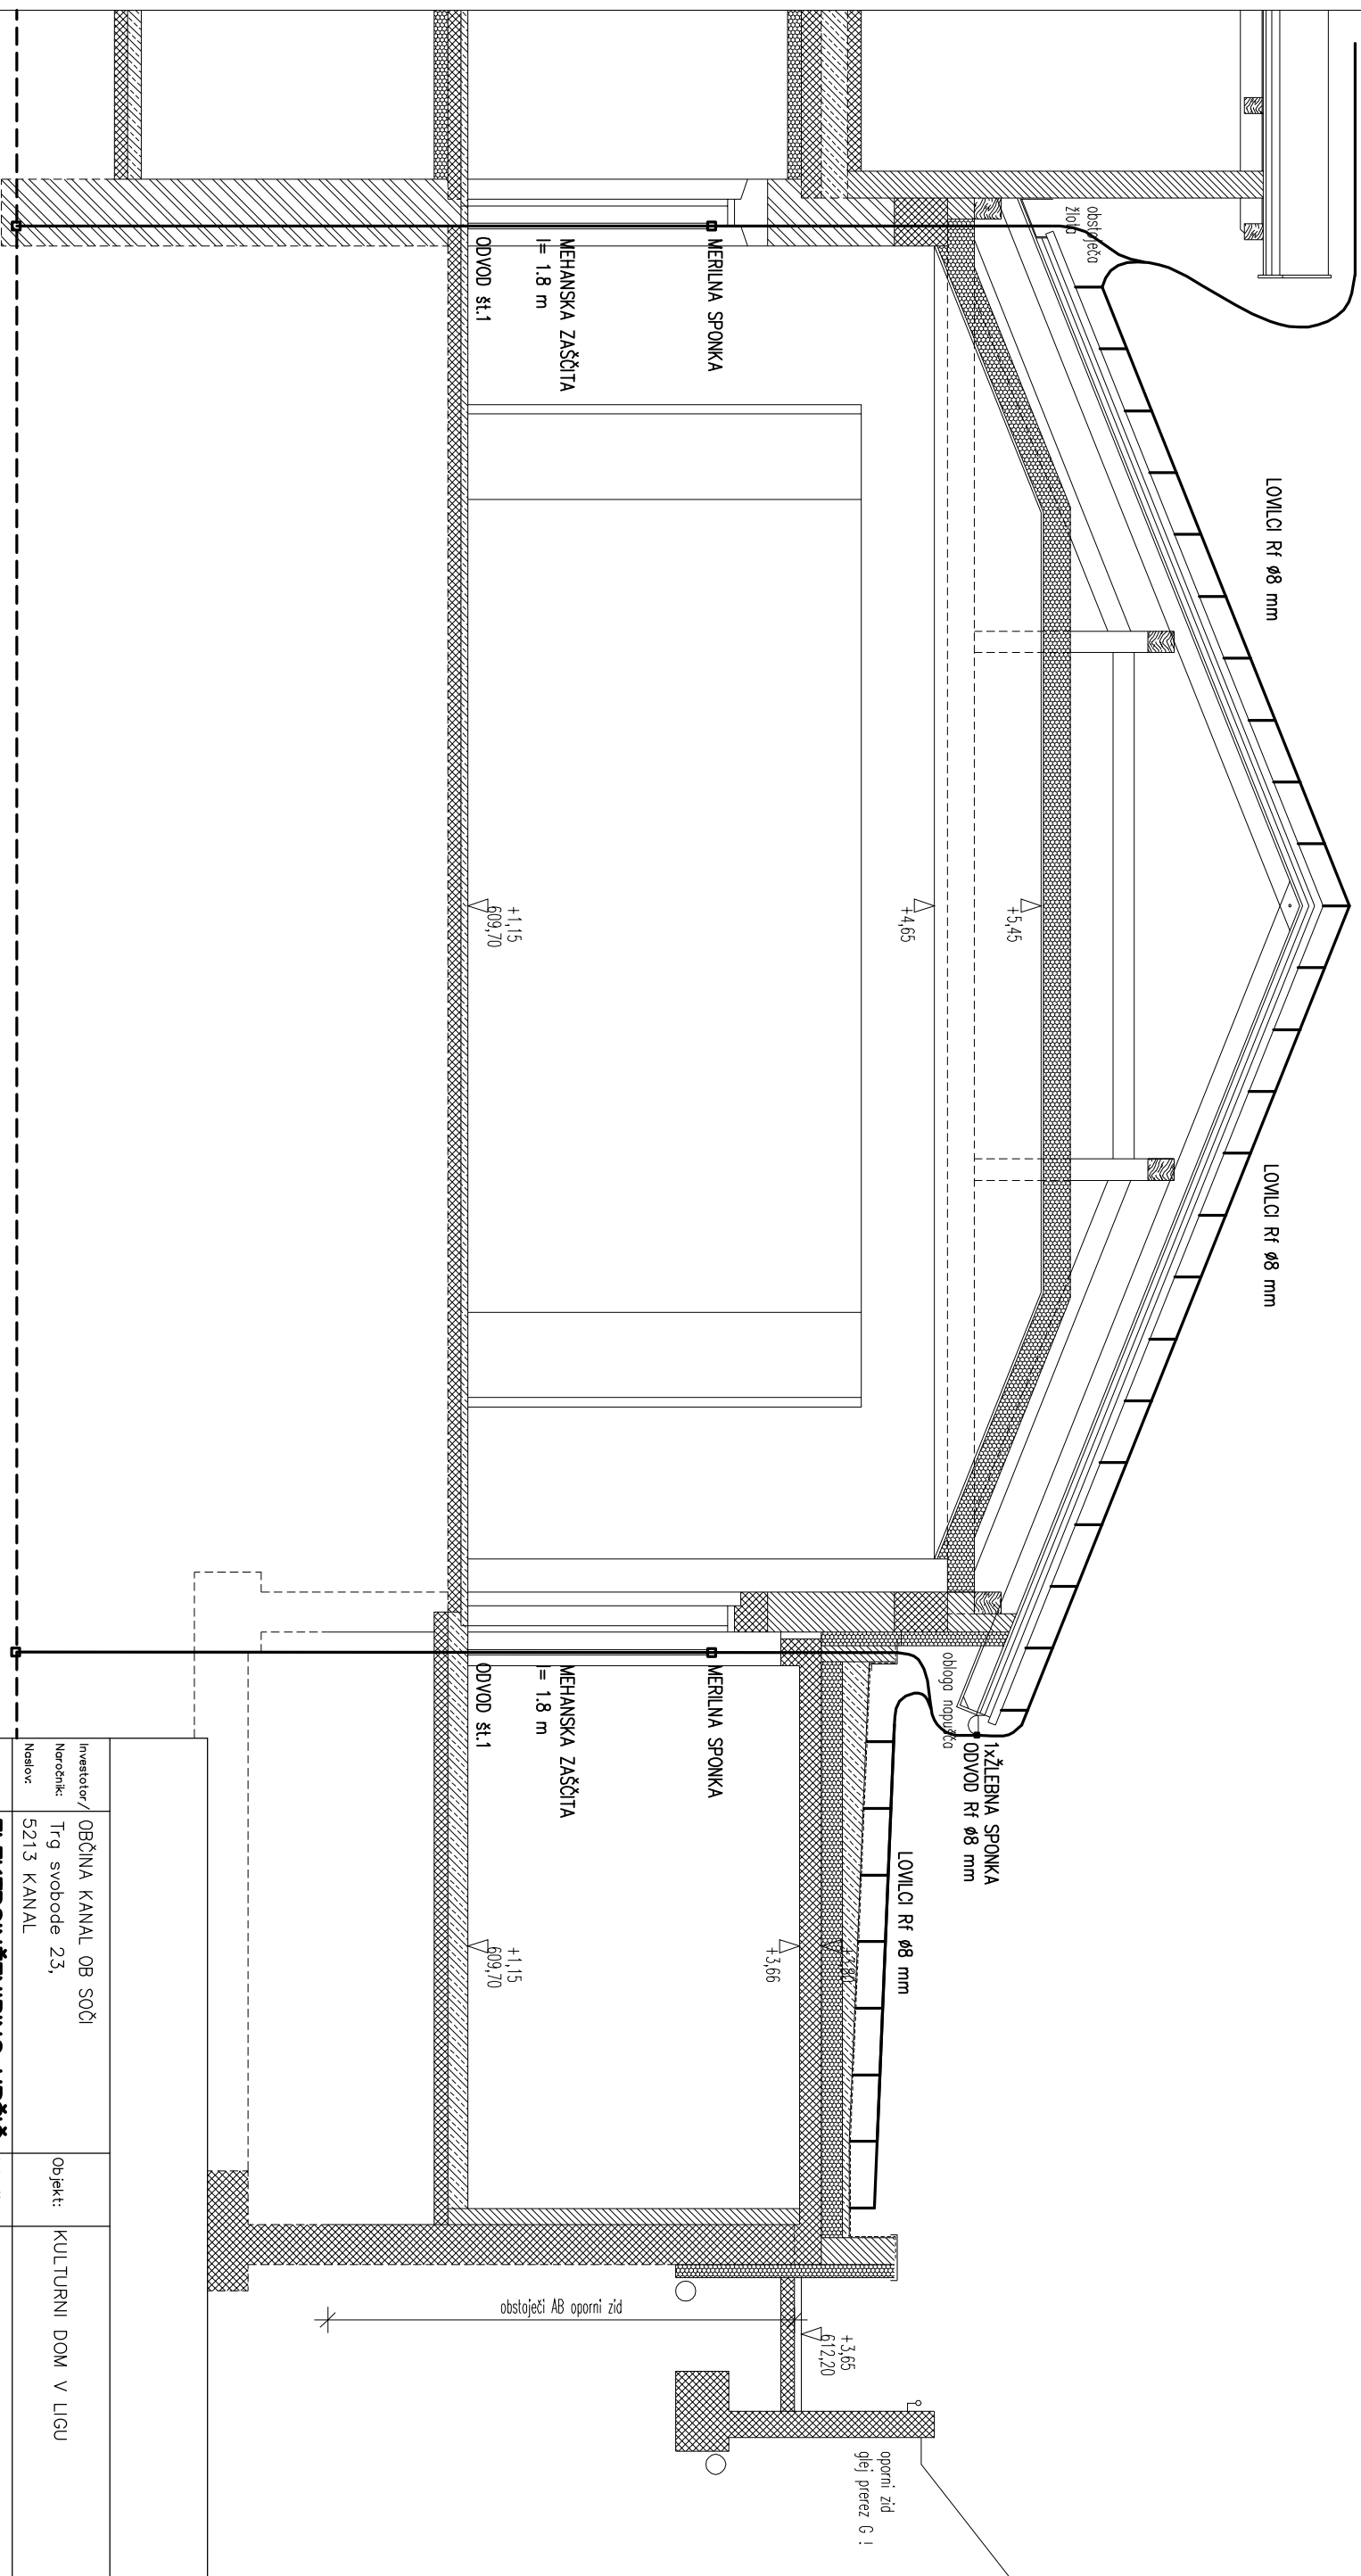 LOVILCI Rf ø8 mm
LOVILCI Rf ø8 mm
obstoječa
žlota
+5,45
+4,65
1xŽLEBNA SPONKA
ODVOD Rf ø8 mm
obloga napušča
LOVILCI Rf ø8 mm
oporni zid
glej prerez G !
+3,65
612,20
+3,66
MERILNA SPONKA
MERILNA SPONKA
MEHANSKA ZAŠČITA
l= 1.8 m
MEHANSKA ZAŠČITA
l= 1.8 m
ODVOD št.1
ODVOD št.1
+1,15
609,70
+1,15
609,70
obstoječi AB oporni zid
Investotor/
Naročnik:
Naslov:
OBČINA KANAL OB SOČI
Trg svobode 23,
5213 KANAL
Objekt:
KULTURNI DOM V LIGU